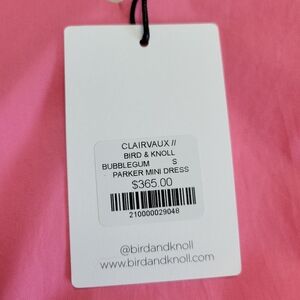 CLAIRVAUX //
BIRD & KNOLL
BUBBLEGUM S
PARKER MINI DRESS
$365.00
210000029048
@birdandknoll
www.birdandknoll.com